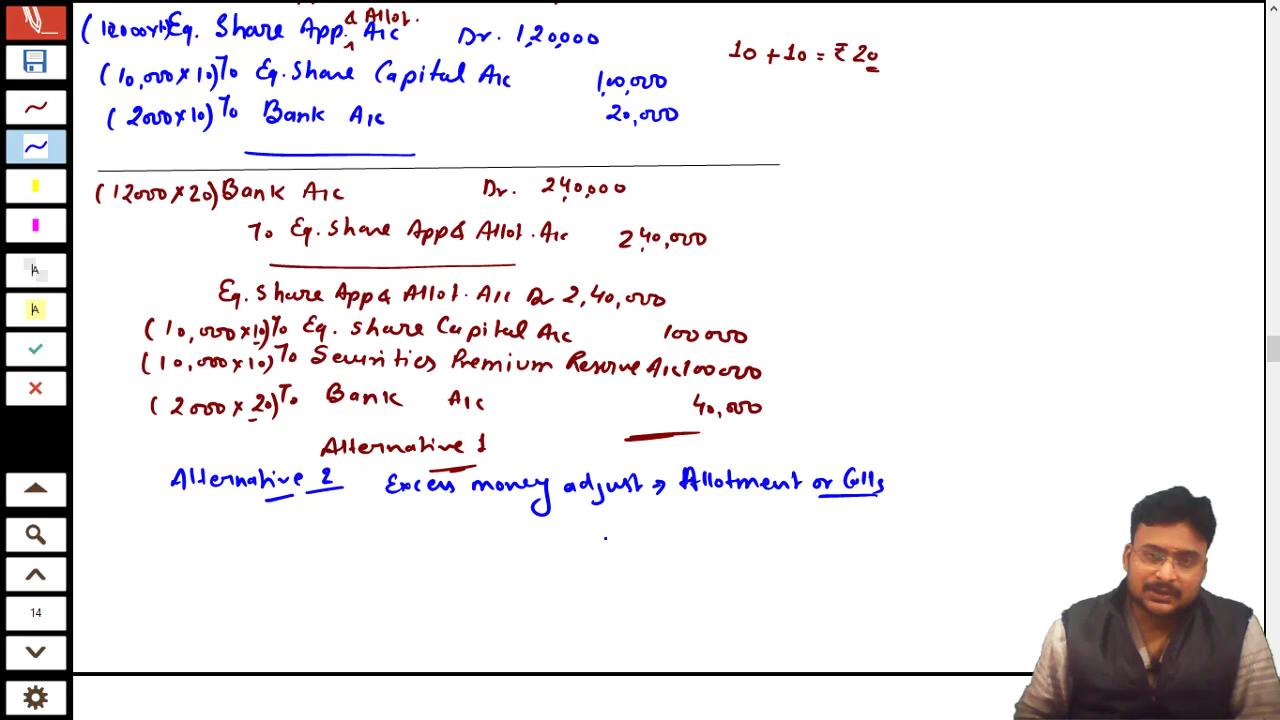 & Allot.
(12000×10) Eq. Share App. A/c Dr. 1,20,000
10 + 10 = ₹ 20
(10,000×10) To Eq. Share Capital A/c 1,00,000
(2000×10) To Bank A/c 20,000
(12000×20) Bank A/c Dr. 240,000
To Eq. Share App & Allot. A/c 240,000
Eq. Share App & Allot. A/c Dr 2,40,000
(10,000×10) To Eq. Share Capital A/c 100000
(10,000×10) To Securities Premium Reserve A/c 100000
(2000×20) To Bank A/c 40,000
Alternative 1
Alternative 2 Excess money adjust → Allotment or Calls
A
A
14